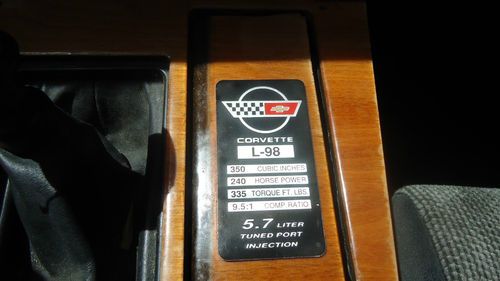 CORVETTE
L-98
350 CUBIC INCHES
240 HORSE POWER
335 TORQUE FT. LBS.
9.5:1 COMP. RATIO
5.7 LITER
TUNED PORT
INJECTION